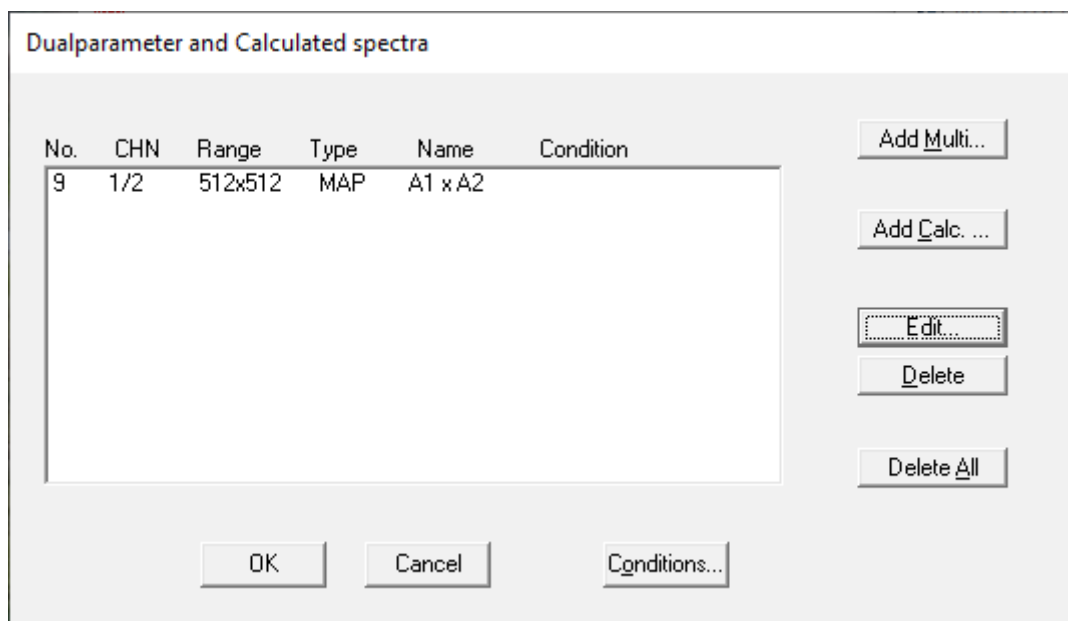 Dualparameter and Calculated spectra
No. CHN Range Type Name Condition
9 1/2 512x512 MAP A1 x A2
Add Multi...
Add Calc. ...
Edit...
Delete
Delete All
OK Cancel Conditions...